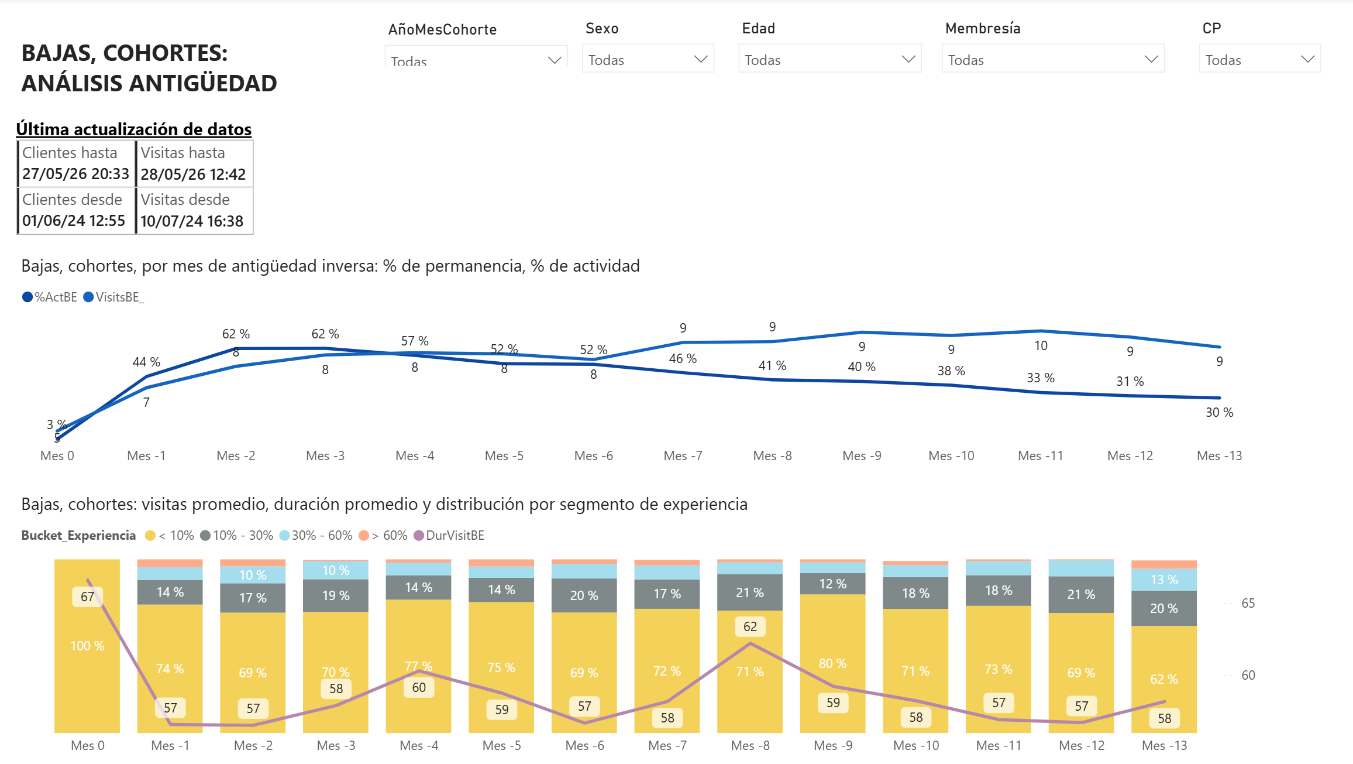 BAJAS, COHORTES:
ANÁLISIS ANTIGÜEDAD
AñoMesCohorte
Todas
Sexo
Todas
Edad
Todas
Membresía
Todas
CP
Todas
Última actualización de datos
Clientes hasta
27/05/26 20:33
Visitas hasta
28/05/26 12:42
Clientes desde
01/06/24 12:55
Visitas desde
10/07/24 16:38
Bajas, cohortes, por mes de antigüedad inversa: % de permanencia, % de actividad
%ActBE VisitsBE_
3 % 44 % 62 % 62 % 57 % 52 % 52 % 46 % 41 % 40 % 38 % 33 % 31 % 30 %
5 7 8 8 8 8 8 9 9 9 9 10 9 9
Mes 0 Mes -1 Mes -2 Mes -3 Mes -4 Mes -5 Mes -6 Mes -7 Mes -8 Mes -9 Mes -10 Mes -11 Mes -12 Mes -13
Bajas, cohortes: visitas promedio, duración promedio y distribución por segmento de experiencia
Bucket_Experiencia < 10% 10% - 30% 30% - 60% > 60% DurVisitBE
10 % 10 % 13 %
14 % 17 % 19 % 14 % 14 % 20 % 17 % 21 % 12 % 18 % 18 % 21 % 20 %
100 % 74 % 69 % 70 % 77 % 75 % 69 % 72 % 71 % 80 % 71 % 73 % 69 % 62 %
67 57 57 58 60 59 57 58 62 59 58 57 57 58
65
60
Mes 0 Mes -1 Mes -2 Mes -3 Mes -4 Mes -5 Mes -6 Mes -7 Mes -8 Mes -9 Mes -10 Mes -11 Mes -12 Mes -13